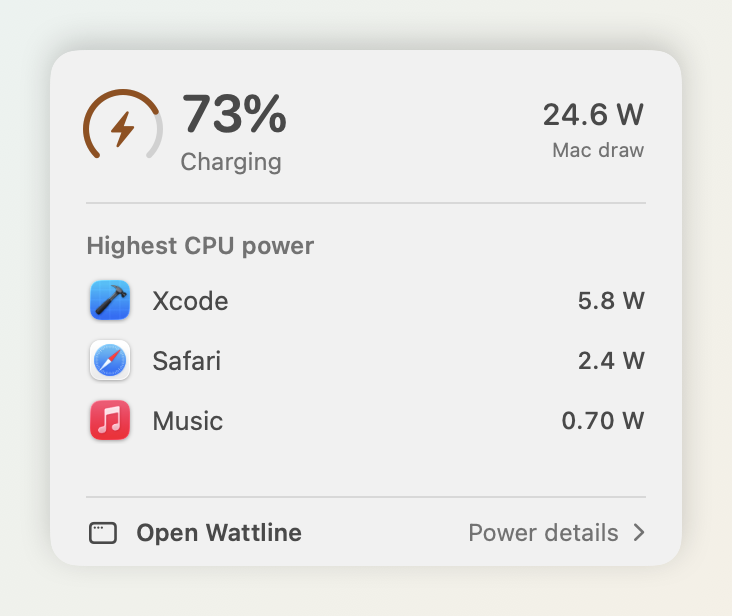 73%
Charging
24.6 W
Mac draw
Highest CPU power
Xcode 5.8 W
Safari 2.4 W
Music 0.70 W
Open Wattline Power details